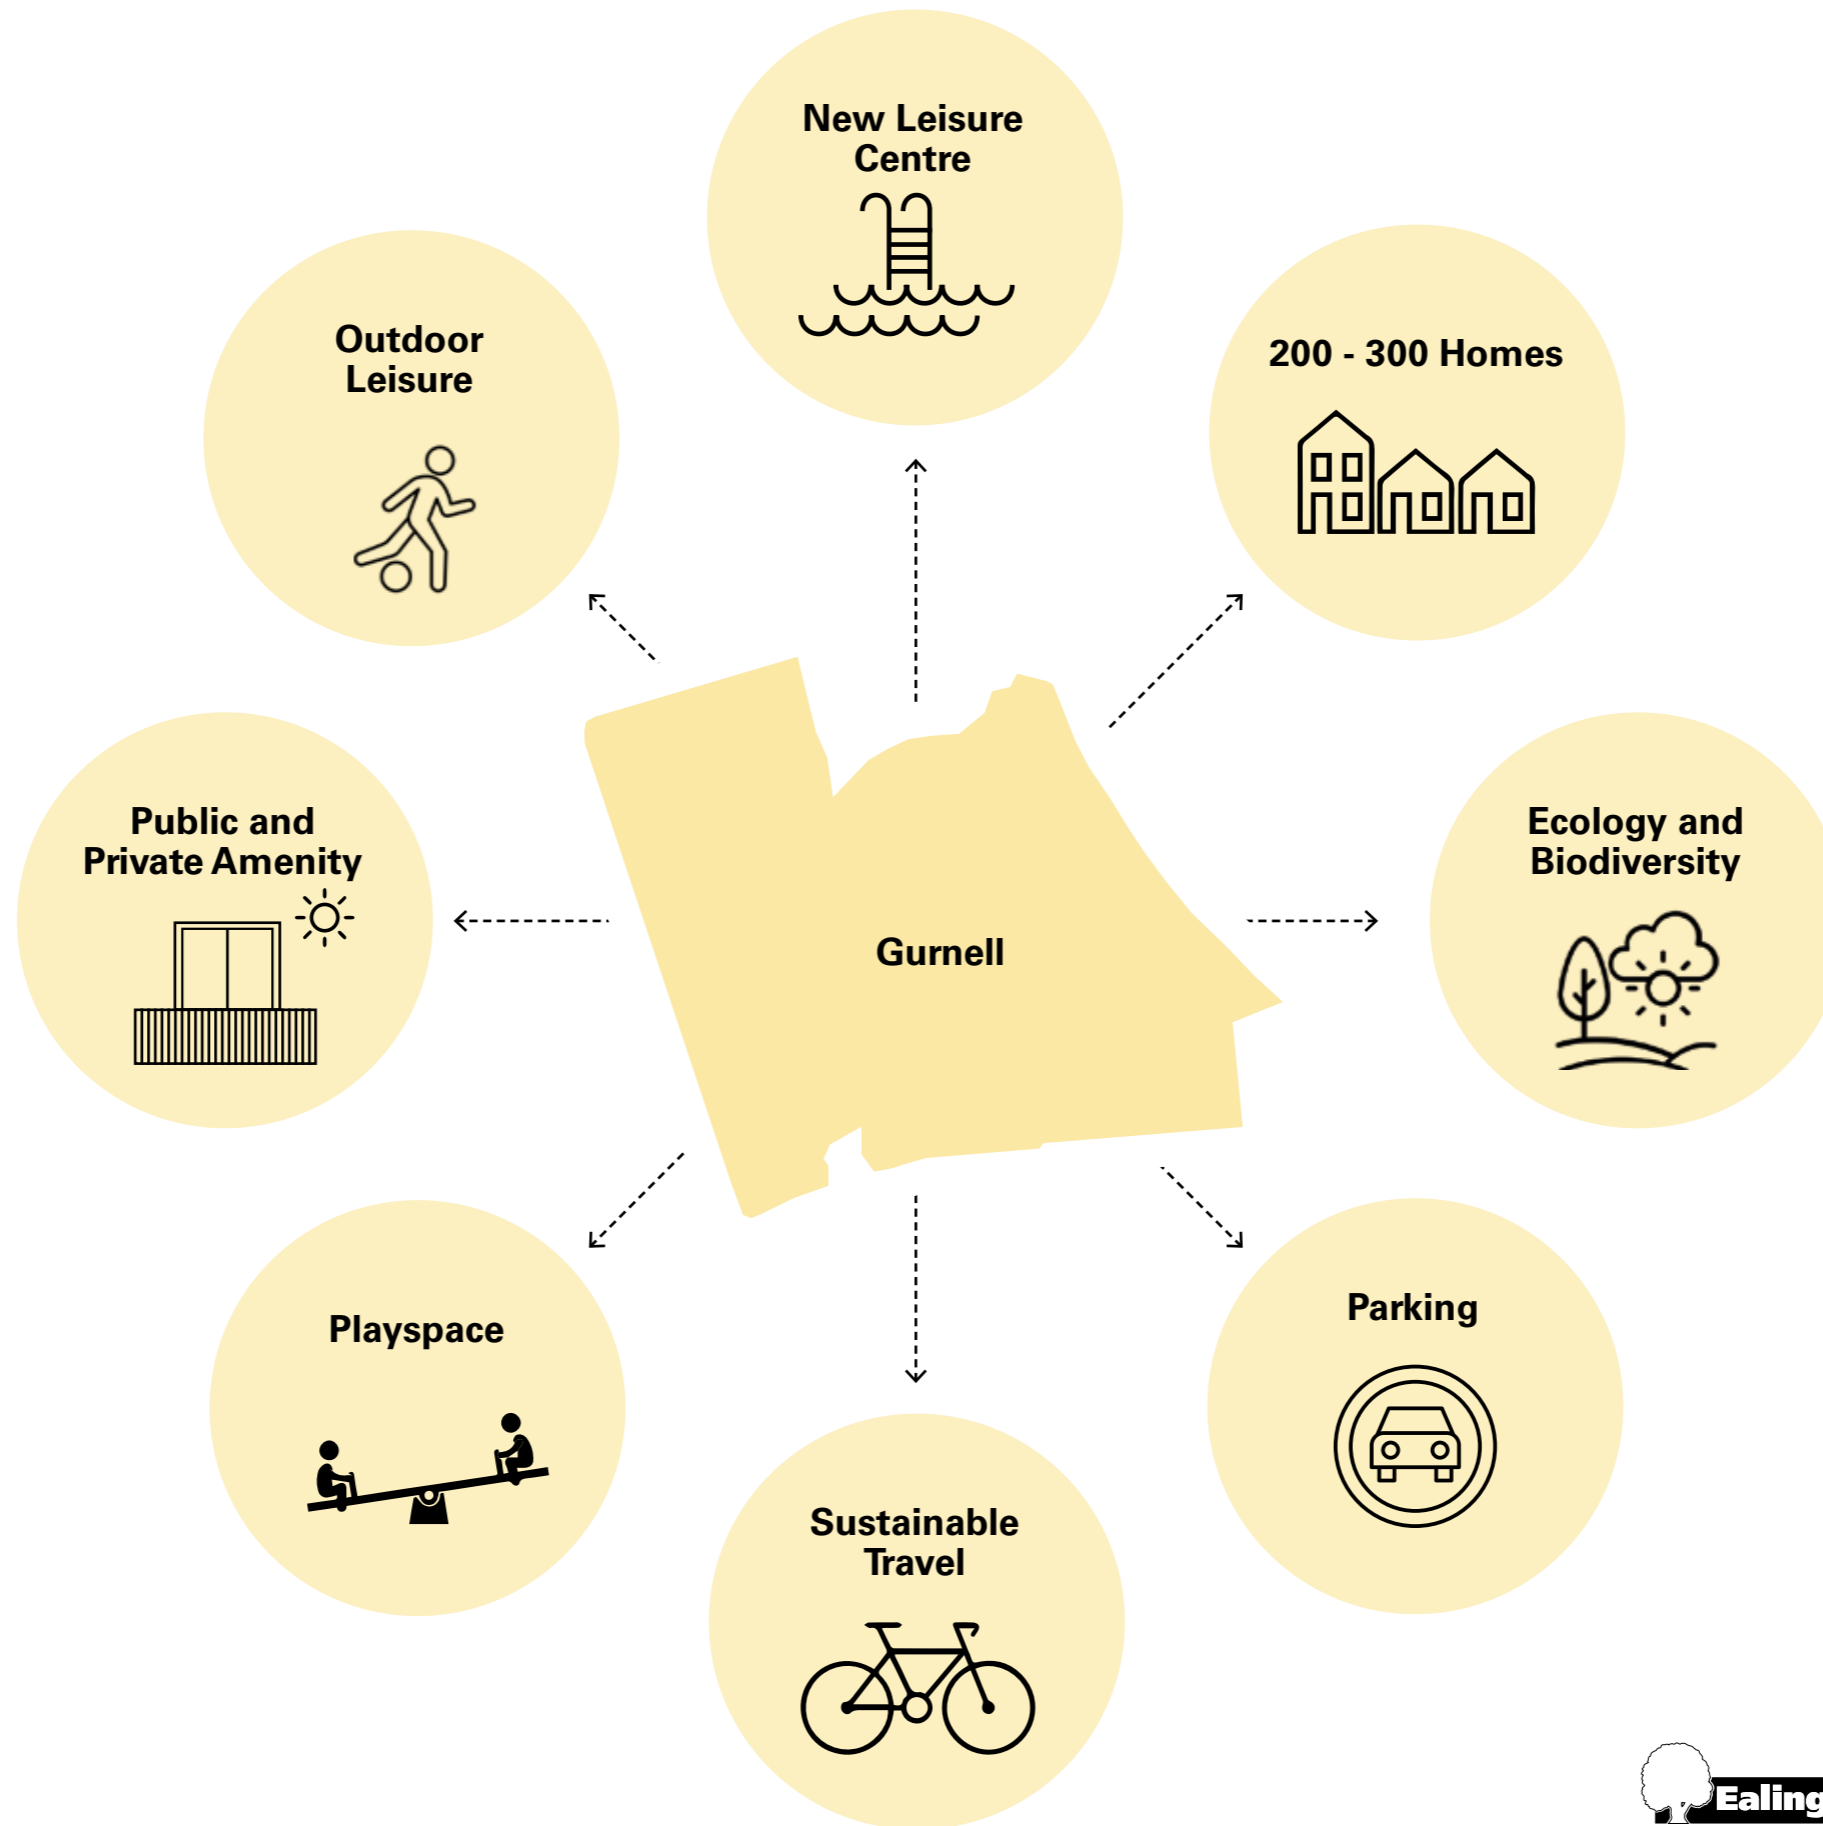 New Leisure
Centre
Outdoor
Leisure
200 - 300 Homes
Public and
Private Amenity
Ecology and
Biodiversity
Gurnell
Playspace
Parking
Sustainable
Travel
Ealing